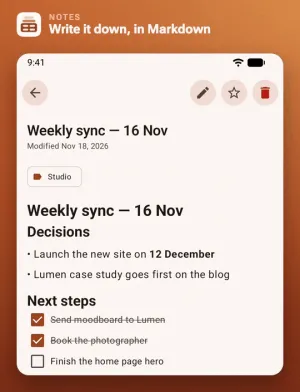 NOTES
Write it down, in Markdown
9:41
Weekly sync — 16 Nov
Modified Nov 18, 2026
Studio
Weekly sync — 16 Nov
Decisions
• Launch the new site on 12 December
• Lumen case study goes first on the blog
Next steps
Send moodboard to Lumen
Book the photographer
Finish the home page hero